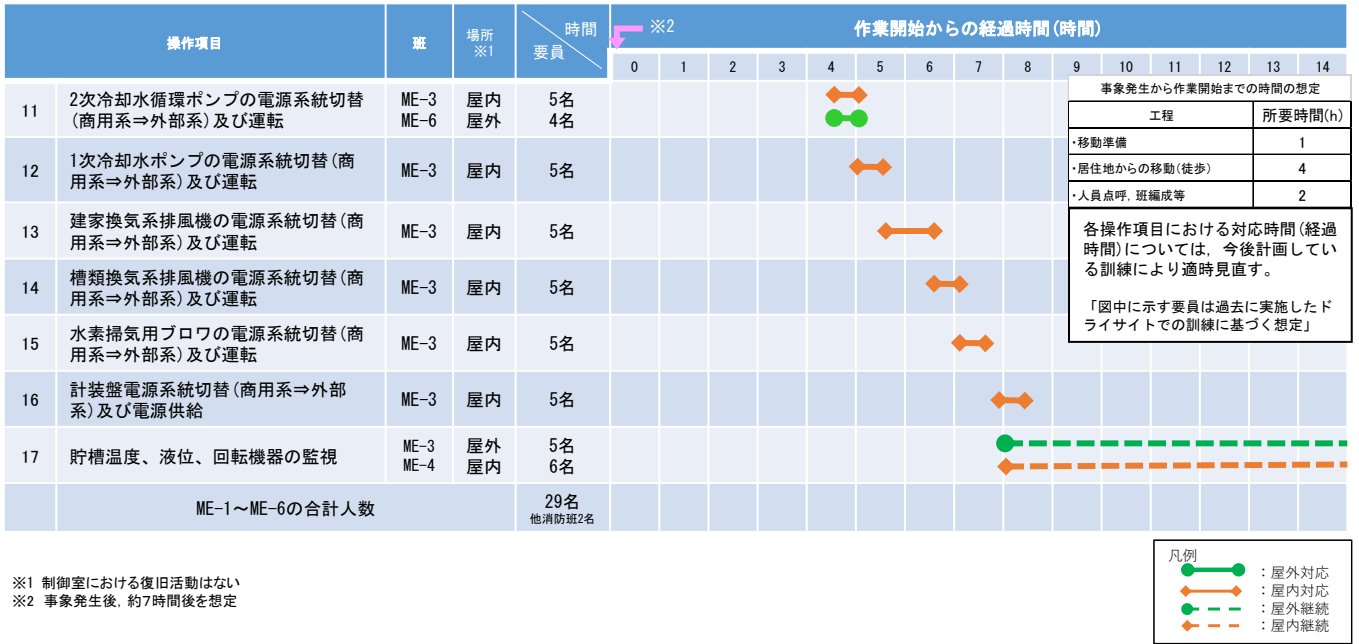 操作項目
班
場所
※1
時間
要員
※2
作業開始からの経過時間(時間)
0 1 2 3 4 5 6 7 8 9 10 11 12 13 14
11
2次冷却水循環ポンプの電源系統切替
(商用系⇒外部系)及び運転
ME-3
ME-6
屋内
屋外
5名
4名
12
1次冷却水ポンプの電源系統切替(商
用系⇒外部系)及び運転
ME-3
屋内
5名
13
建家換気系排風機の電源系統切替(商
用系⇒外部系)及び運転
ME-3
屋内
5名
14
槽類換気系排風機の電源系統切替(商
用系⇒外部系)及び運転
ME-3
屋内
5名
15
水素掃気用ブロワの電源系統切替(商
用系⇒外部系)及び運転
ME-3
屋内
5名
16
計装盤電源系統切替(商用系⇒外部
系)及び電源供給
ME-3
屋内
5名
17
貯槽温度、液位、回転機器の監視
ME-3
ME-4
屋外
屋内
5名
6名
ME-1~ME-6の合計人数
29名
他消防班2名
事象発生から作業開始までの時間の想定
工程 所要時間(h)
・移動準備 1
・居住地からの移動(徒歩) 4
・人員点呼,班編成等 2
各操作項目における対応時間(経過
時間)については,今後計画してい
る訓練により適時見直す。
「図中に示す要員は過去に実施したド
ライサイトでの訓練に基づく想定」
※1 制御室における復旧活動はない
※2 事象発生後,約7時間後を想定
凡例
:屋外対応
:屋内対応
:屋外継続
:屋内継続